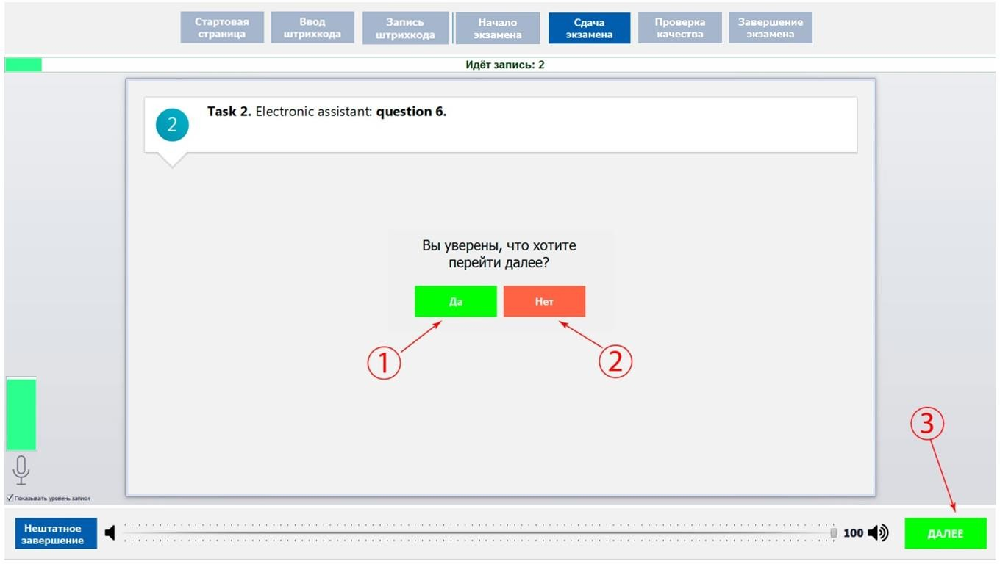 Стартовая
страница
Ввод
штрихкода
Запись
штрихкода
Начало
экзамена
Сдача
экзамена
Проверка
качества
Завершение
экзамена
Идёт запись: 2
2
Task 2. Electronic assistant: question 6.
Вы уверены, что хотите
перейти далее?
Да
Нет
1
2
3
Показывать уровень записи
Нештатное
завершение
100
ДАЛЕЕ